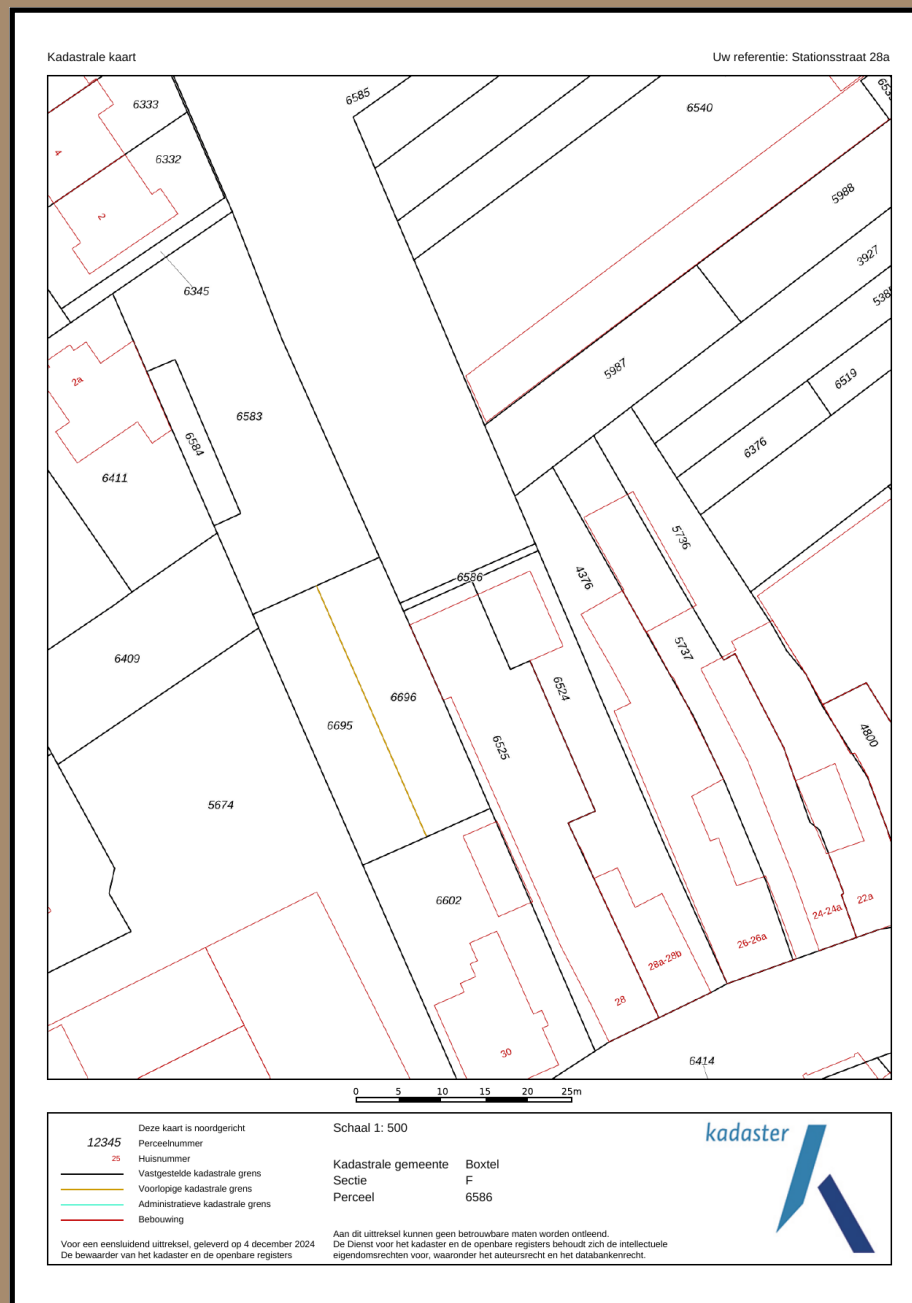 Kadastrale kaart
Uw referentie: Stationsstraat 28a
6585
6333
6540
4
6332
5988
2
3927
6345
2a
5987
6519
6583
6584
6376
6411
5736
6586
4376
6409
5737
6524
6696
6695
6525
4800
5674
6602
22a
24-24a
26-26a
28a-28b
28
30
6414
0 5 10 15 20 25m
Deze kaart is noordgericht
12345 Perceelnummer
25 Huisnummer
Vastgestelde kadastrale grens
Voorlopige kadastrale grens
Administratieve kadastrale grens
Bebouwing
Voor een eensluidend uittreksel, geleverd op 4 december 2024
De bewaarder van het kadaster en de openbare registers
Schaal 1: 500
Kadastrale gemeente Boxtel
Sectie F
Perceel 6586
Aan dit uittreksel kunnen geen betrouwbare maten worden ontleend.
De Dienst voor het kadaster en de openbare registers behoudt zich de intellectuele
eigendomsrechten voor, waaronder het auteursrecht en het databankenrecht.
kadaster